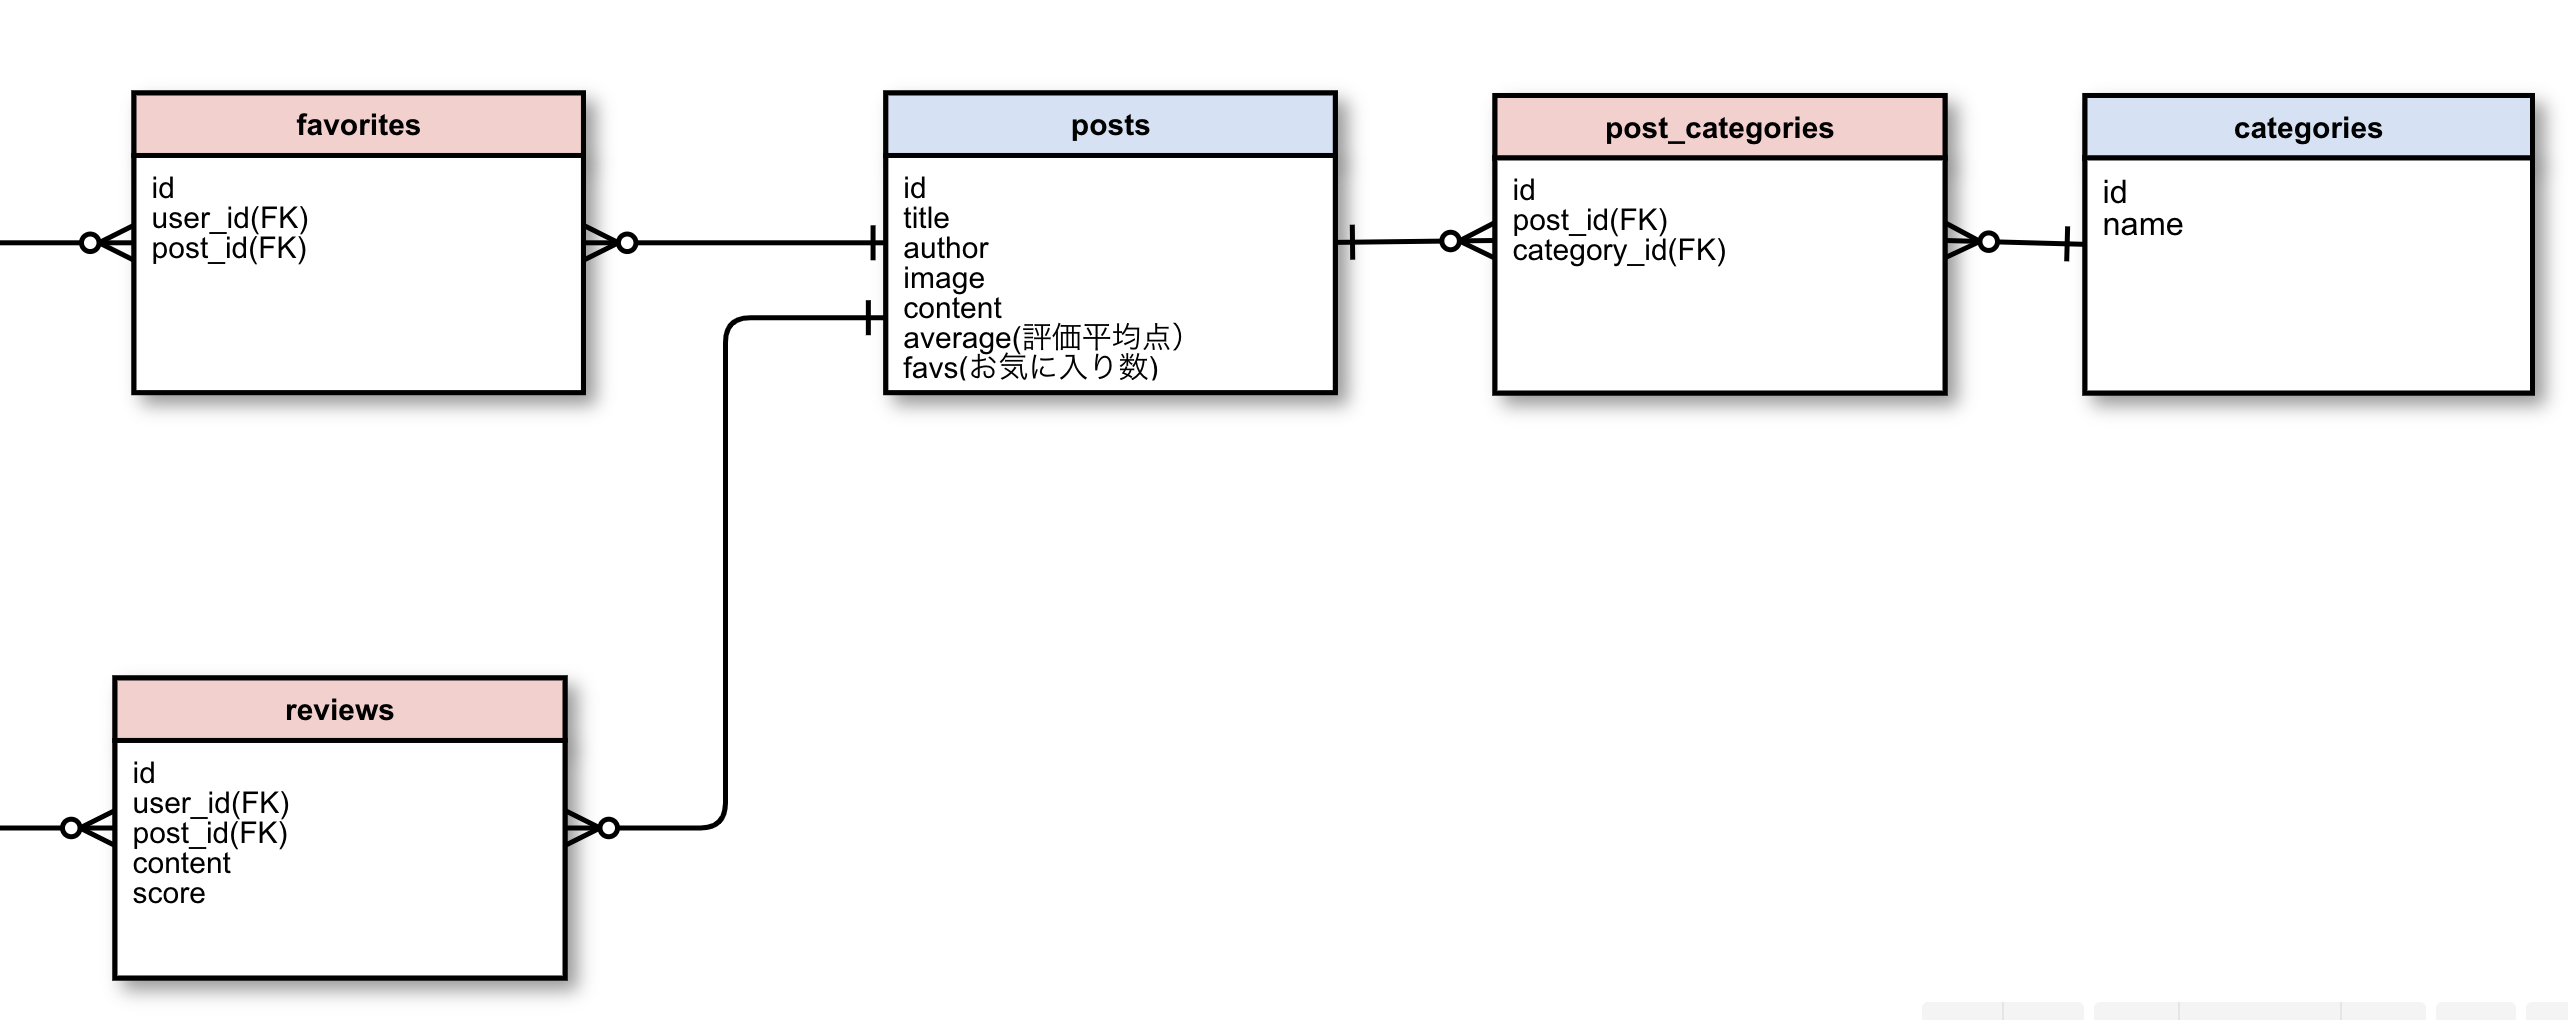 favorites
id
user_id(FK)
post_id(FK)
posts
id
title
author
image
content
average(評価平均点）
favs(お気に入り数)
post_categories
id
post_id(FK)
category_id(FK)
categories
id
name
reviews
id
user_id(FK)
post_id(FK)
content
score